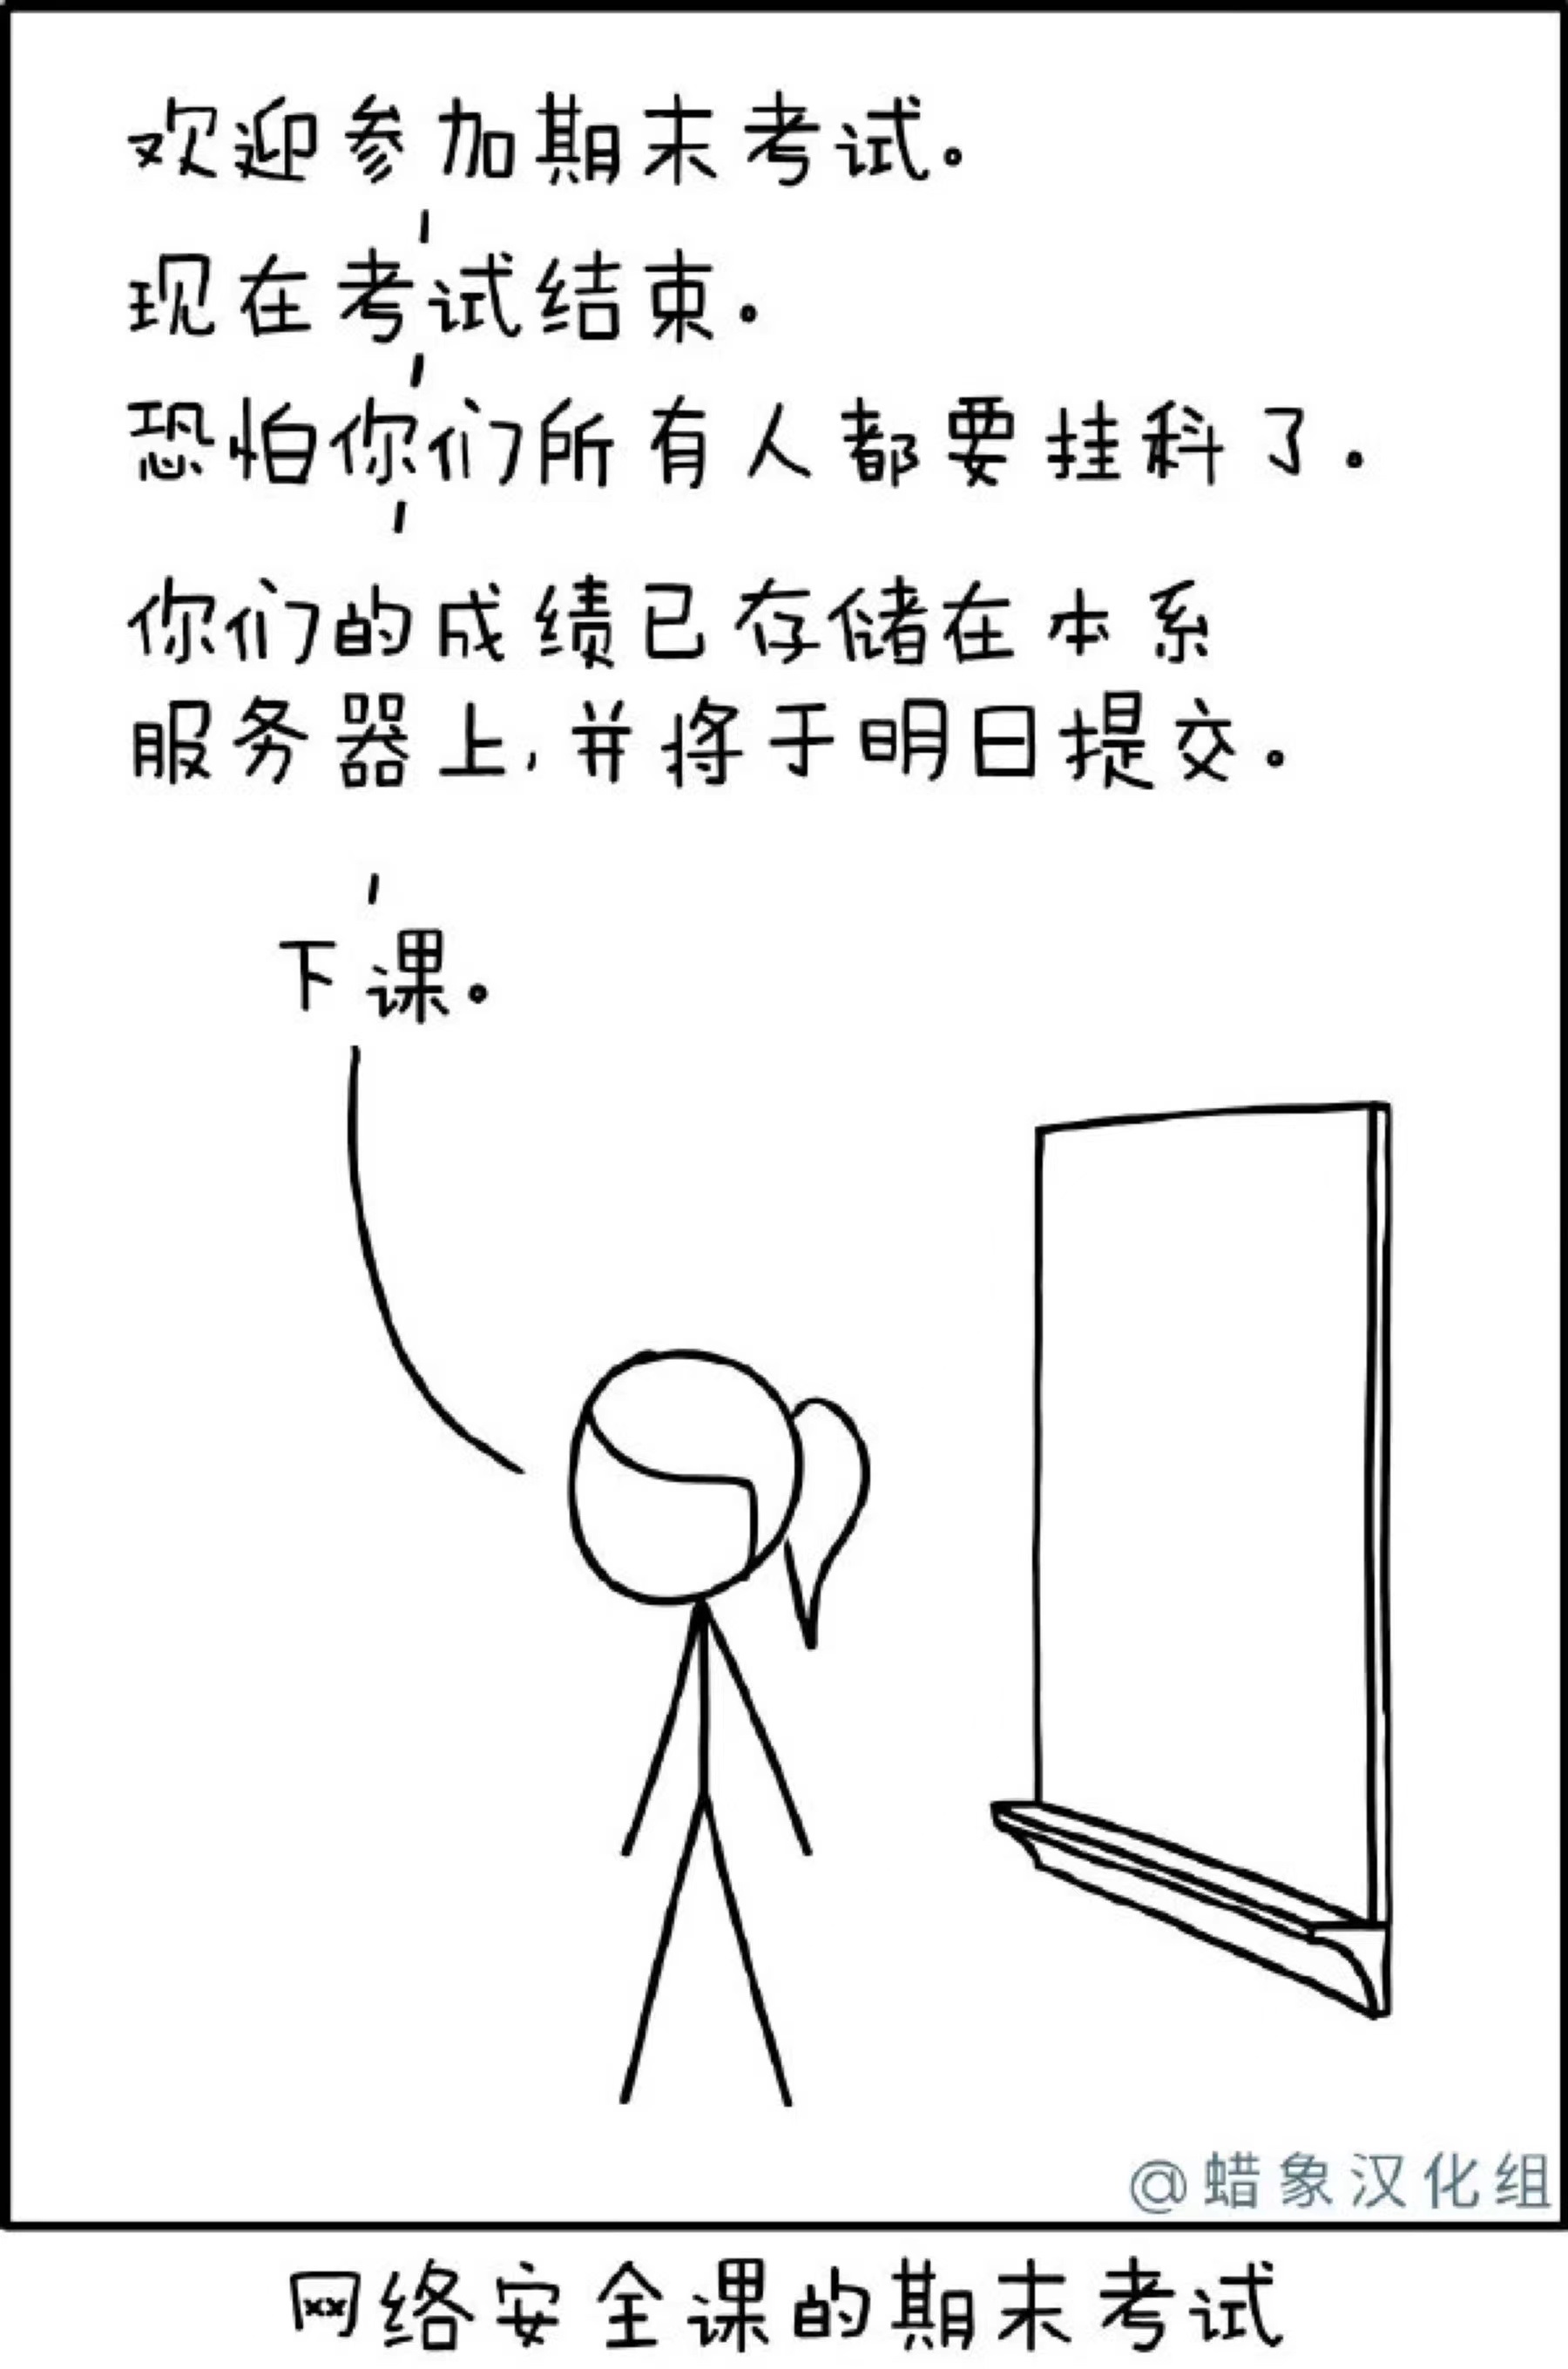 欢迎参加期末考试。
现在考试结束。
恐怕你们所有人都要挂科了.
你们的成绩已存储在本系
服务器上,并将于明日提交。
下课。
@蜡象汉化组
网络安全课的期末考试